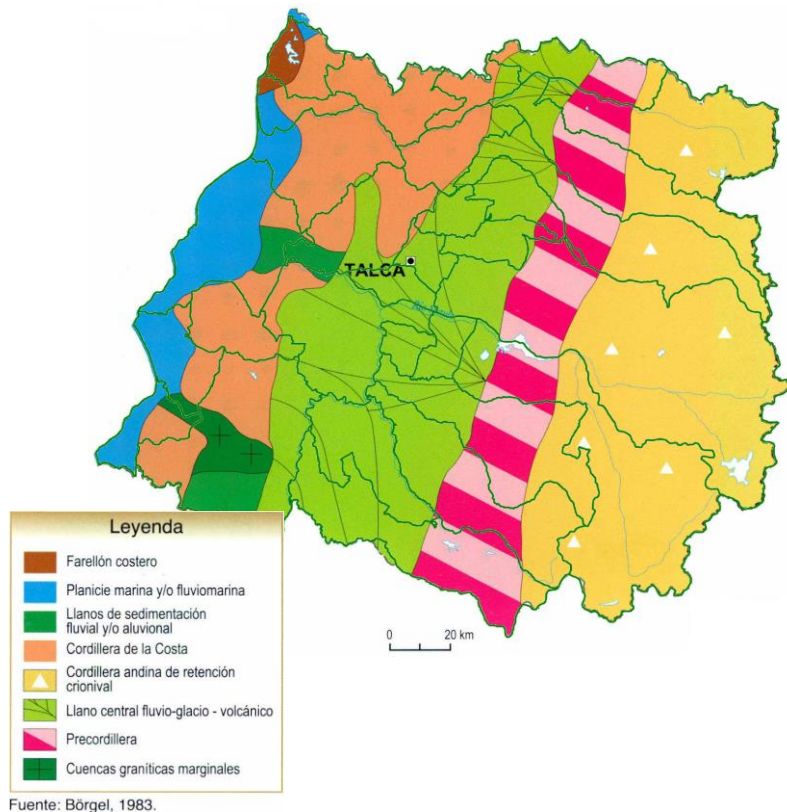 TALCA
0 20 km
Leyenda
Farellón costero
Planicie marina y/o fluviomarina
Llanos de sedimentación
fluvial y/o aluvional
Cordillera de la Costa
Cordillera andina de retención
crionival
Llano central fluvio-glacio - volcánico
Precordillera
Cuencas graníticas marginales
Fuente: Börgel, 1983.